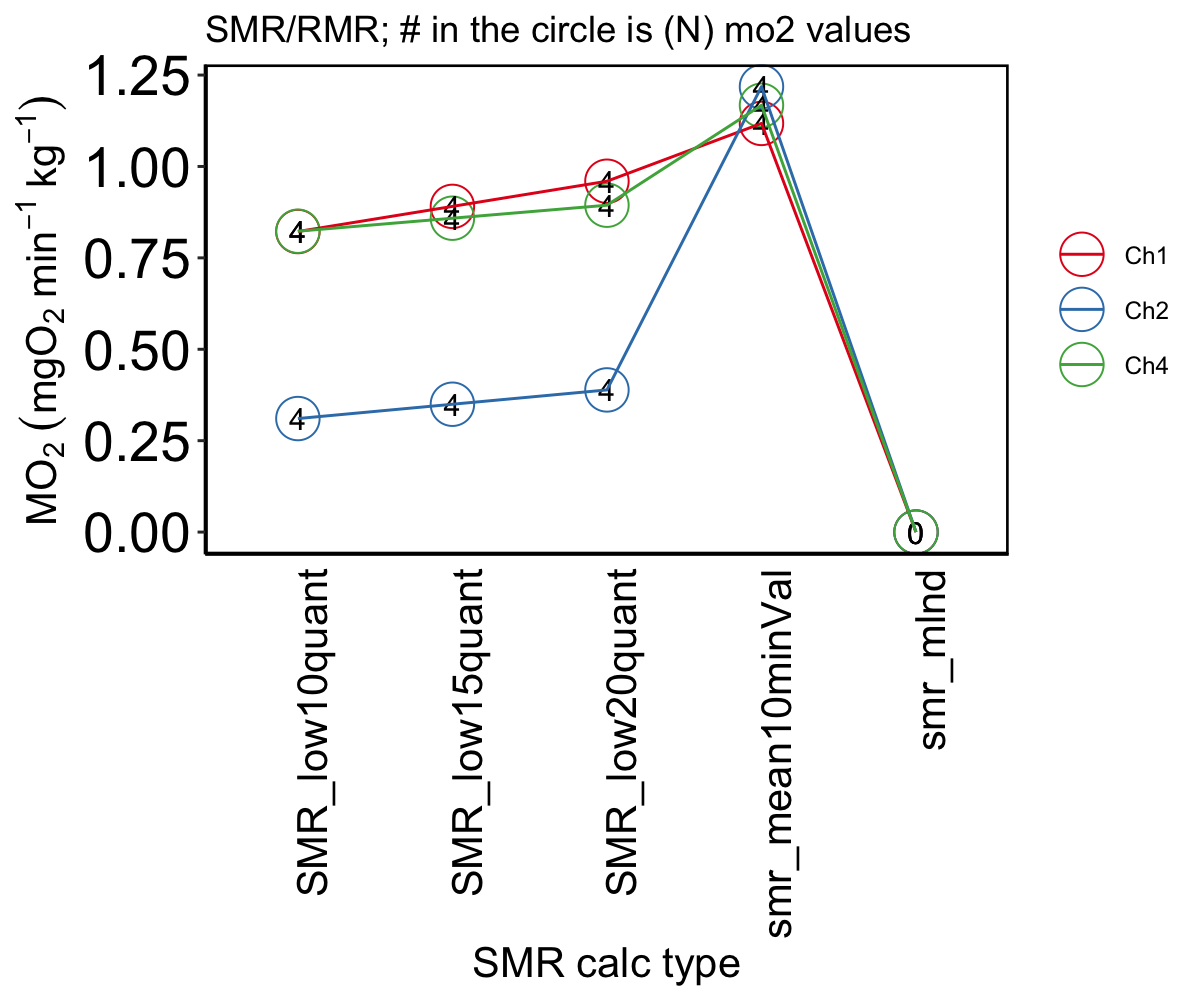 SMR/RMR; # in the circle is (N) mo2 values
MO₂ (mgO₂ min⁻¹ kg⁻¹)
1.25
1.00
0.75
0.50
0.25
0.00
4
4
4
4
4
4
4
4
4
4
4
0
Ch1
Ch2
Ch4
SMR_low10quant
SMR_low15quant
SMR_low20quant
smr_mean10minVal
smr_mlnd
SMR calc type